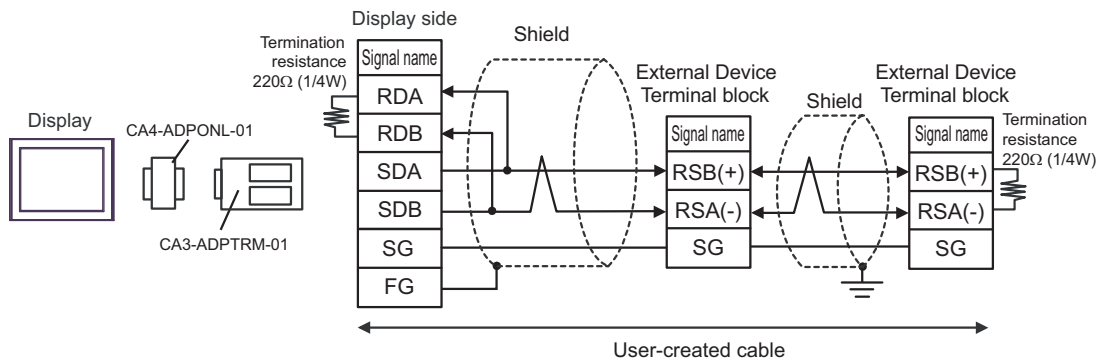 Display
CA4-ADPONL-01
CA3-ADPTRM-01
Termination
resistance
220Ω (1/4W)
Display side
Signal name
RDA
RDB
SDA
SDB
SG
FG
Shield
External Device
Terminal block
Signal name
RSB(+)
RSA(-)
SG
Shield
External Device
Terminal block
Signal name
RSB(+)
RSA(-)
SG
Termination
resistance
220Ω (1/4W)
User-created cable